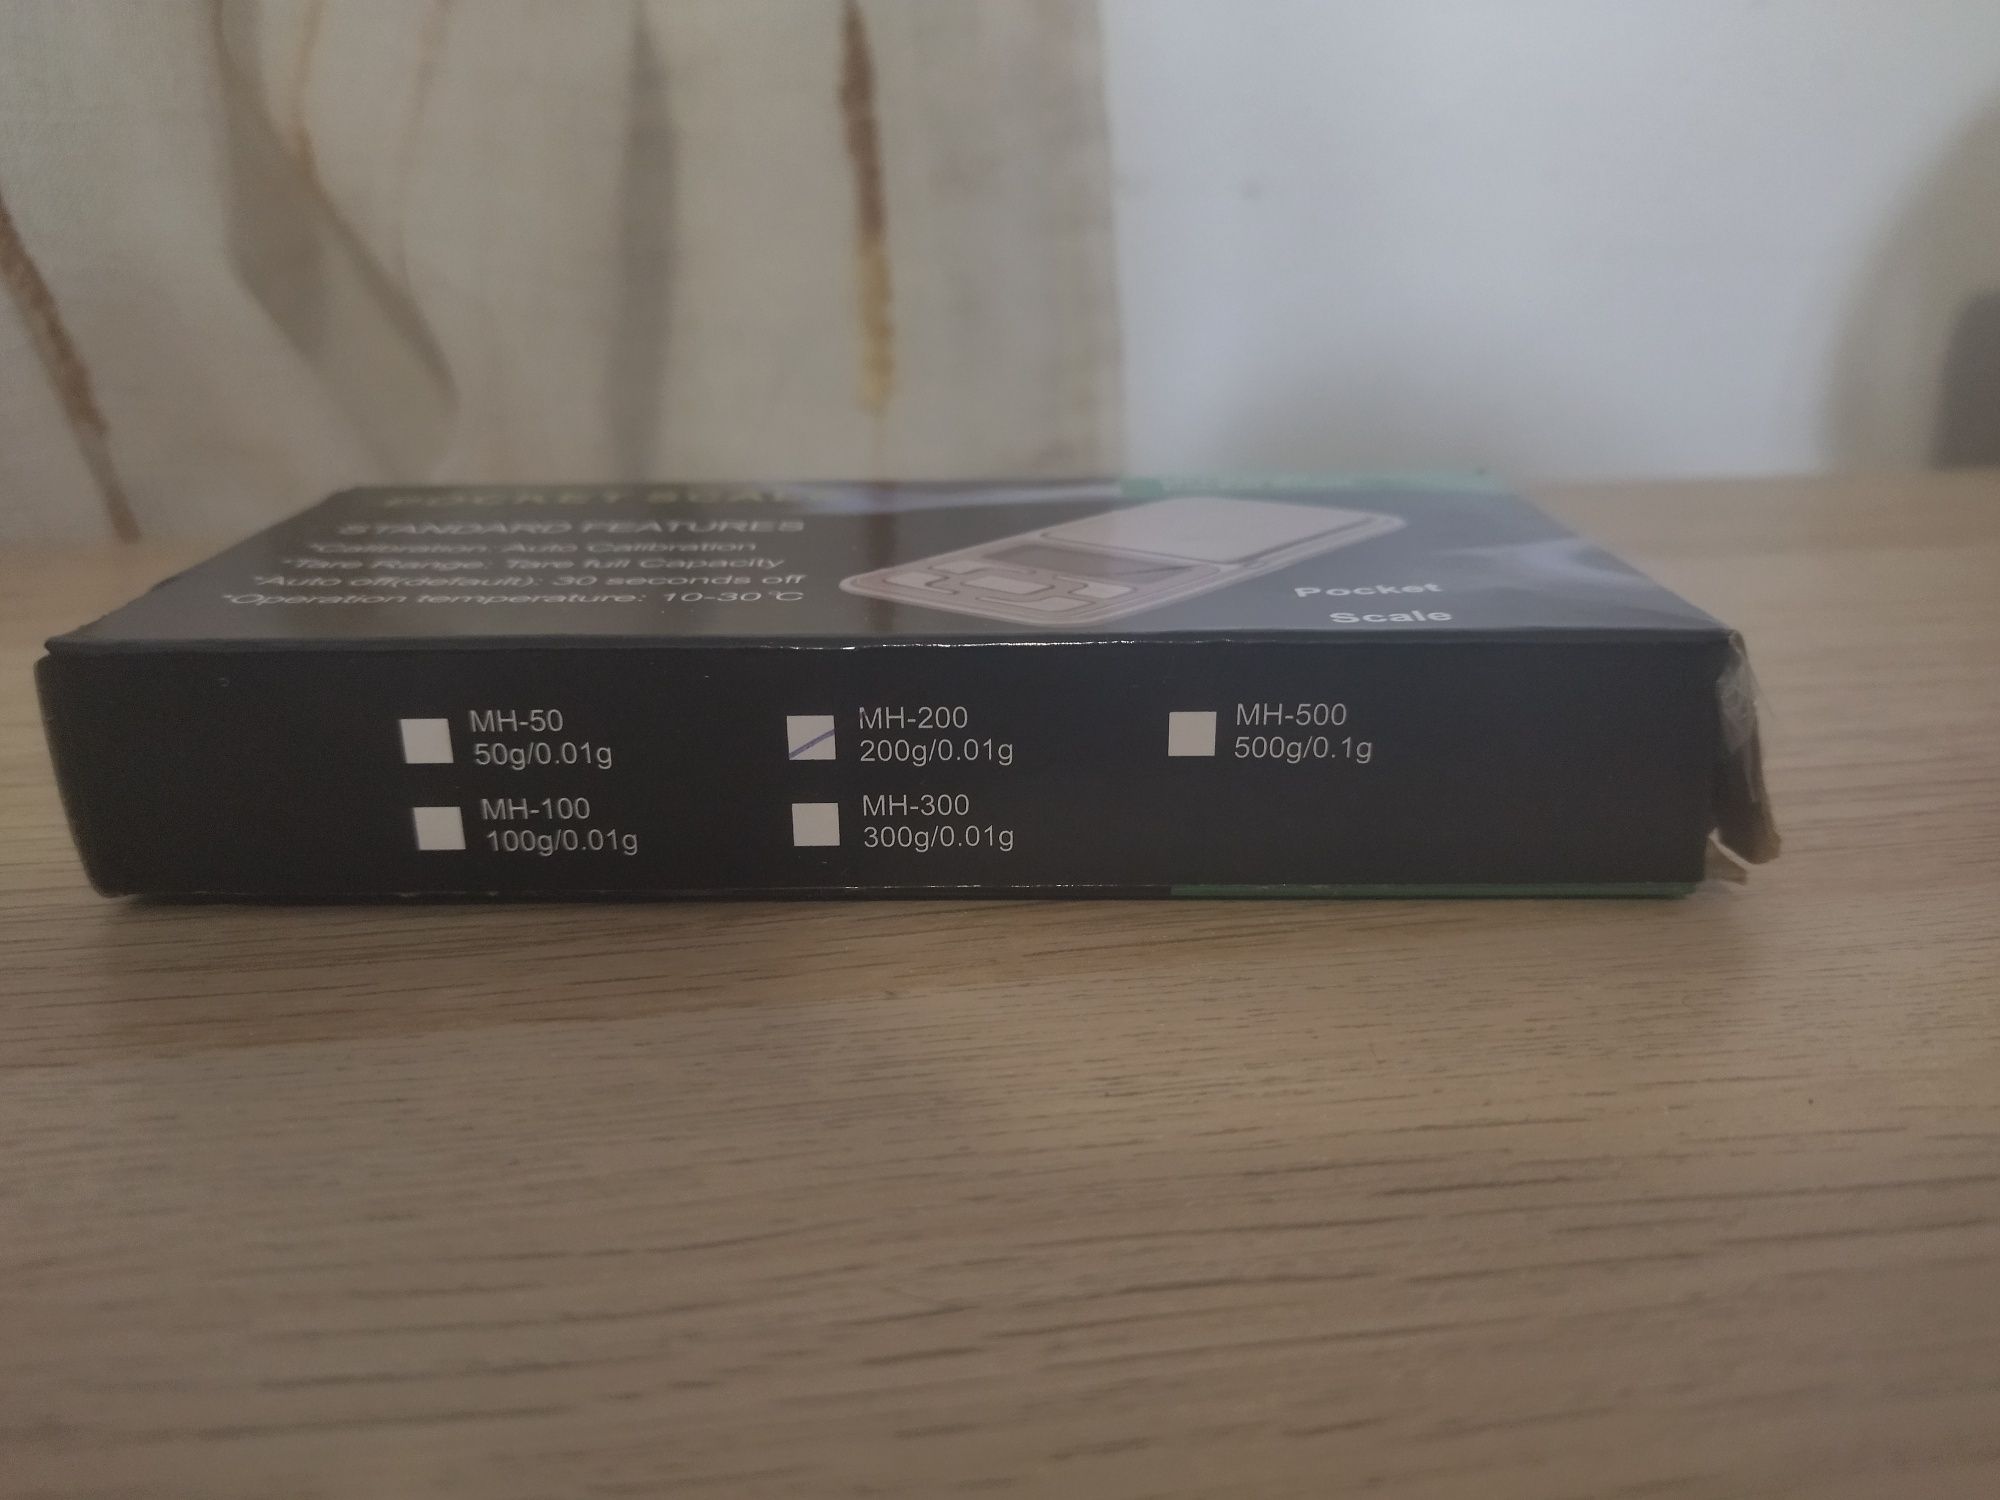 POCKET SCALE
STANDARD FEATURES
*Calibration: Auto Calibration
*Tare Range: Tare full Capacity
*Auto off(default): 30 seconds off
*Operation temperature: 10-30℃
Pocket
Scale
MH-50
50g/0.01g
MH-200
200g/0.01g
MH-500
500g/0.1g
MH-100
100g/0.01g
MH-300
300g/0.01g